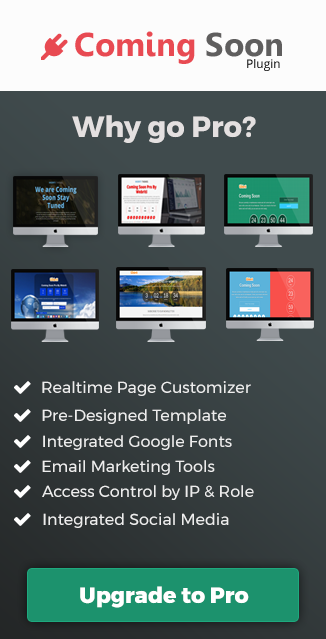 Coming Soon
Plugin
Why go Pro?
We are Coming
Soon Stay
Tuned
Coming Soon Pro By
Coming Soon
Coming Soon
Realtime Page Customizer
Pre-Designed Template
Integrated Google Fonts
Email Marketing Tools
Access Control by IP & Role
Integrated Social Media
Upgrade to Pro